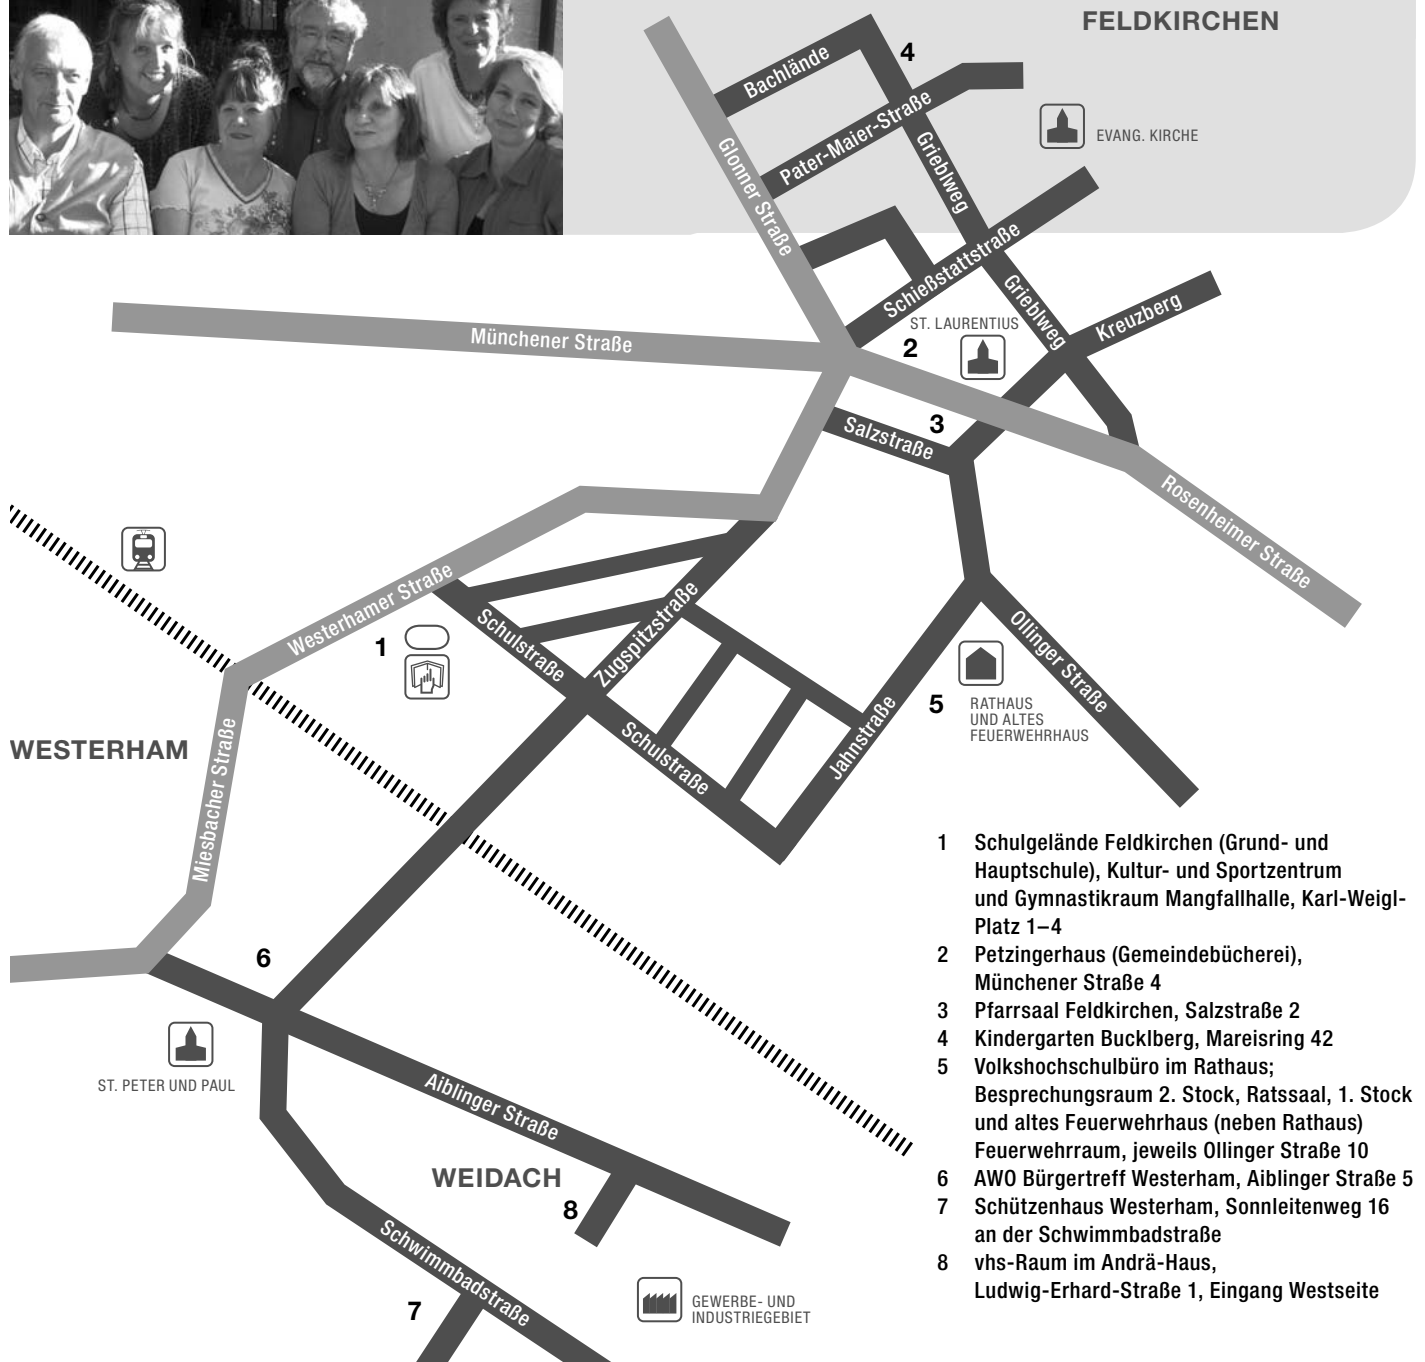 FELDKIRCHEN
Bachlände
4
Pater-Maier-Straße
EVANG. KIRCHE
Glonner Straße
Grieblweg
Schießstattstraße
Grieblweg
Kreuzberg
ST. LAURENTIUS
2
Münchener Straße
3
Salzstraße
Rosenheimer Straße
Westerhamer Straße
1
Schulstraße
Zugspitzstraße
Ollinger Straße
5
RATHAUS
UND ALTES
FEUERWEHRHAUS
Schulstraße
Jahnstraße
WESTERHAM
Miesbacher Straße
6
ST. PETER UND PAUL
Aiblinger Straße
WEIDACH
8
Schwimmbadstraße
7
GEWERBE- UND
INDUSTRIEGEBIET
1 Schulgelände Feldkirchen (Grund- und
Hauptschule), Kultur- und Sportzentrum
und Gymnastikraum Mangfallhalle, Karl-Weigl-
Platz 1–4
2 Petzingerhaus (Gemeindebücherei),
Münchener Straße 4
3 Pfarrsaal Feldkirchen, Salzstraße 2
4 Kindergarten Bucklberg, Mareisring 42
5 Volkshochschulbüro im Rathaus;
Besprechungsraum 2. Stock, Ratssaal, 1. Stock
und altes Feuerwehrhaus (neben Rathaus)
Feuerwehrraum, jeweils Ollinger Straße 10
6 AWO Bürgertreff Westerham, Aiblinger Straße 5
7 Schützenhaus Westerham, Sonnleitenweg 16
an der Schwimmbadstraße
8 vhs-Raum im Andrä-Haus,
Ludwig-Erhard-Straße 1, Eingang Westseite